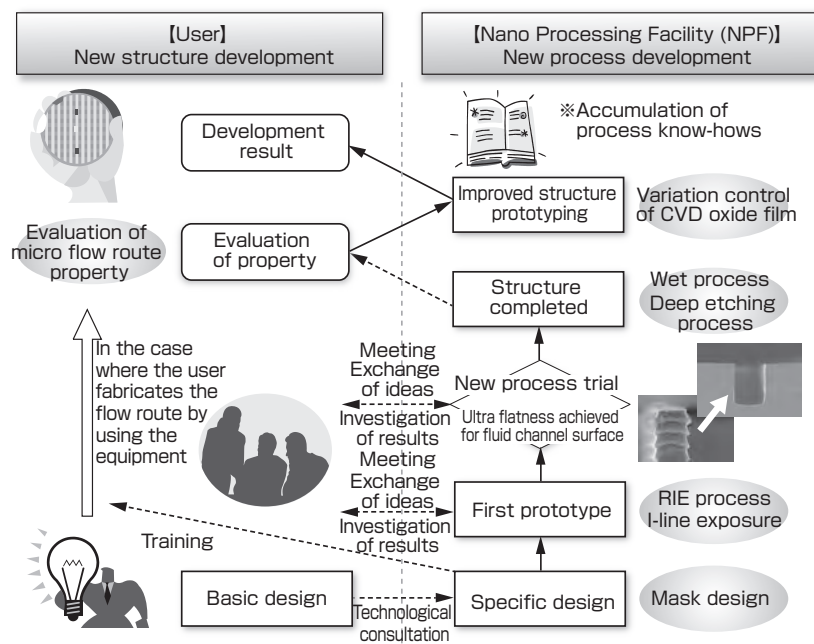 【User】
New structure development
【Nano Processing Facility (NPF)】
New process development
※Accumulation of
process know-hows
Development
result
Improved structure
prototyping
Variation control
of CVD oxide film
Evaluation of
micro flow route
property
Evaluation
of property
Structure
completed
Wet process
Deep etching
process
In the case
where the user
fabricates the
flow route by
using the
equipment
Meeting
Exchange
of ideas
Investigation
of results
New process trial
Ultra flatness achieved
for fluid channel surface
Meeting
Exchange
of ideas
Investigation
of results
First prototype
RIE process
I-line exposure
Training
Basic design
Technological
consultation
Specific design
Mask design